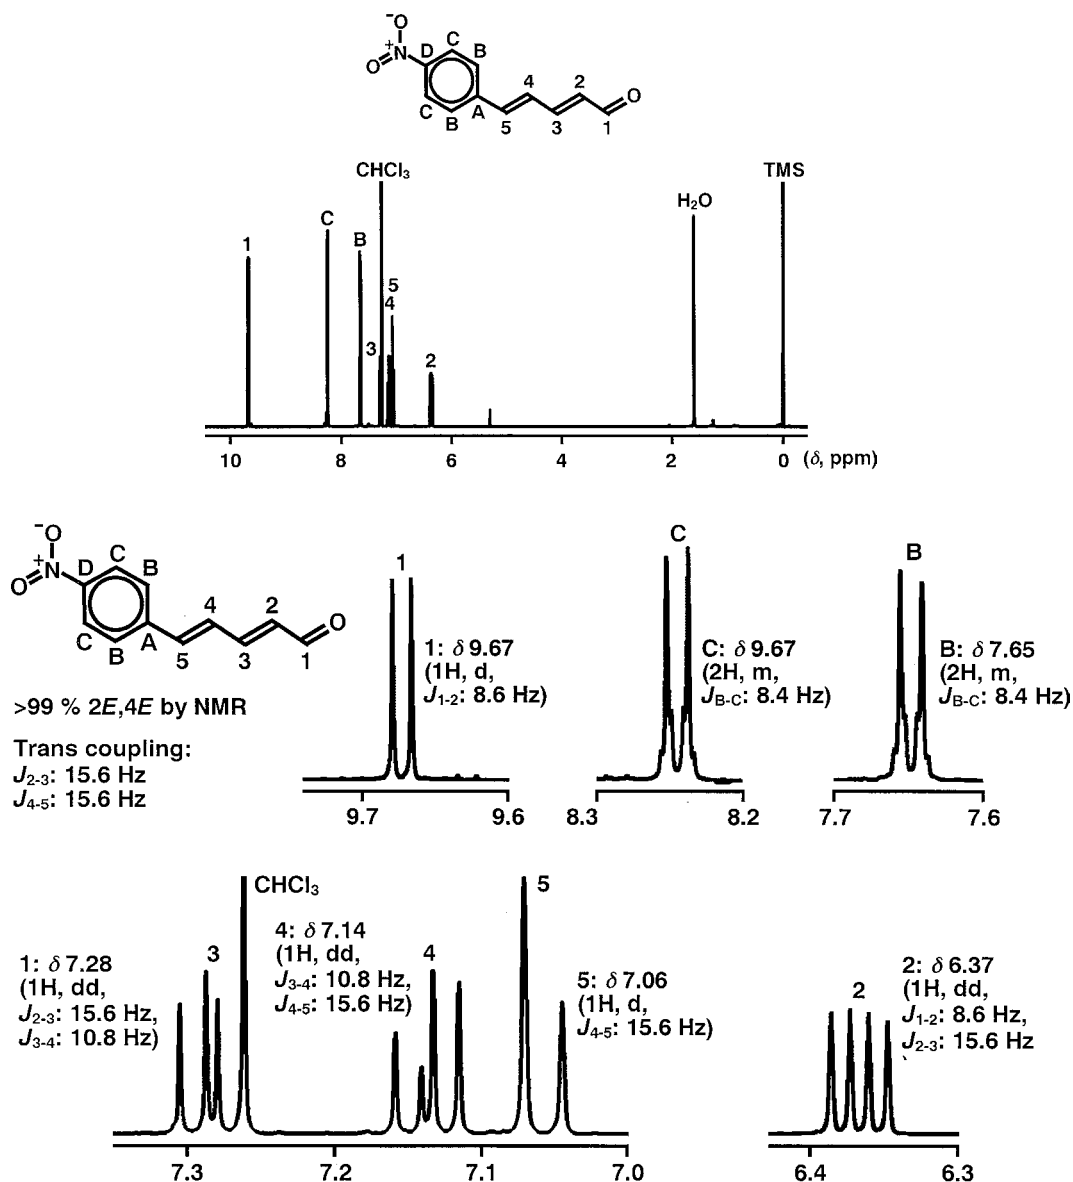 ⁻O
N⁺
O
D
C
B
C
B
A
4
2
5
3
1
O
CHCl₃
TMS
H₂O
1
C
B
5
4
3
2
10
8
6
4
2
0
(δ, ppm)
⁻O
N⁺
O
D
C
B
C
B
A
4
2
5
3
1
O
>99 % 2E,4E by NMR
Trans coupling:
J₂₋₃: 15.6 Hz
J₄₋₅: 15.6 Hz
1
1: δ 9.67
(1H, d,
J₁₋₂: 8.6 Hz)
9.7
9.6
C
C: δ 9.67
(2H, m,
J_B-C: 8.4 Hz)
8.3
8.2
B
B: δ 7.65
(2H, m,
J_B-C: 8.4 Hz)
7.7
7.6
1: δ 7.28
(1H, dd,
J₂₋₃: 15.6 Hz,
J₃₋₄: 10.8 Hz)
3
CHCl₃
4: δ 7.14
(1H, dd,
J₃₋₄: 10.8 Hz,
J₄₋₅: 15.6 Hz)
4
5
5: δ 7.06
(1H, d,
J₄₋₅: 15.6 Hz)
7.3
7.2
7.1
7.0
2
2: δ 6.37
(1H, dd,
J₁₋₂: 8.6 Hz,
J₂₋₃: 15.6 Hz
6.4
6.3